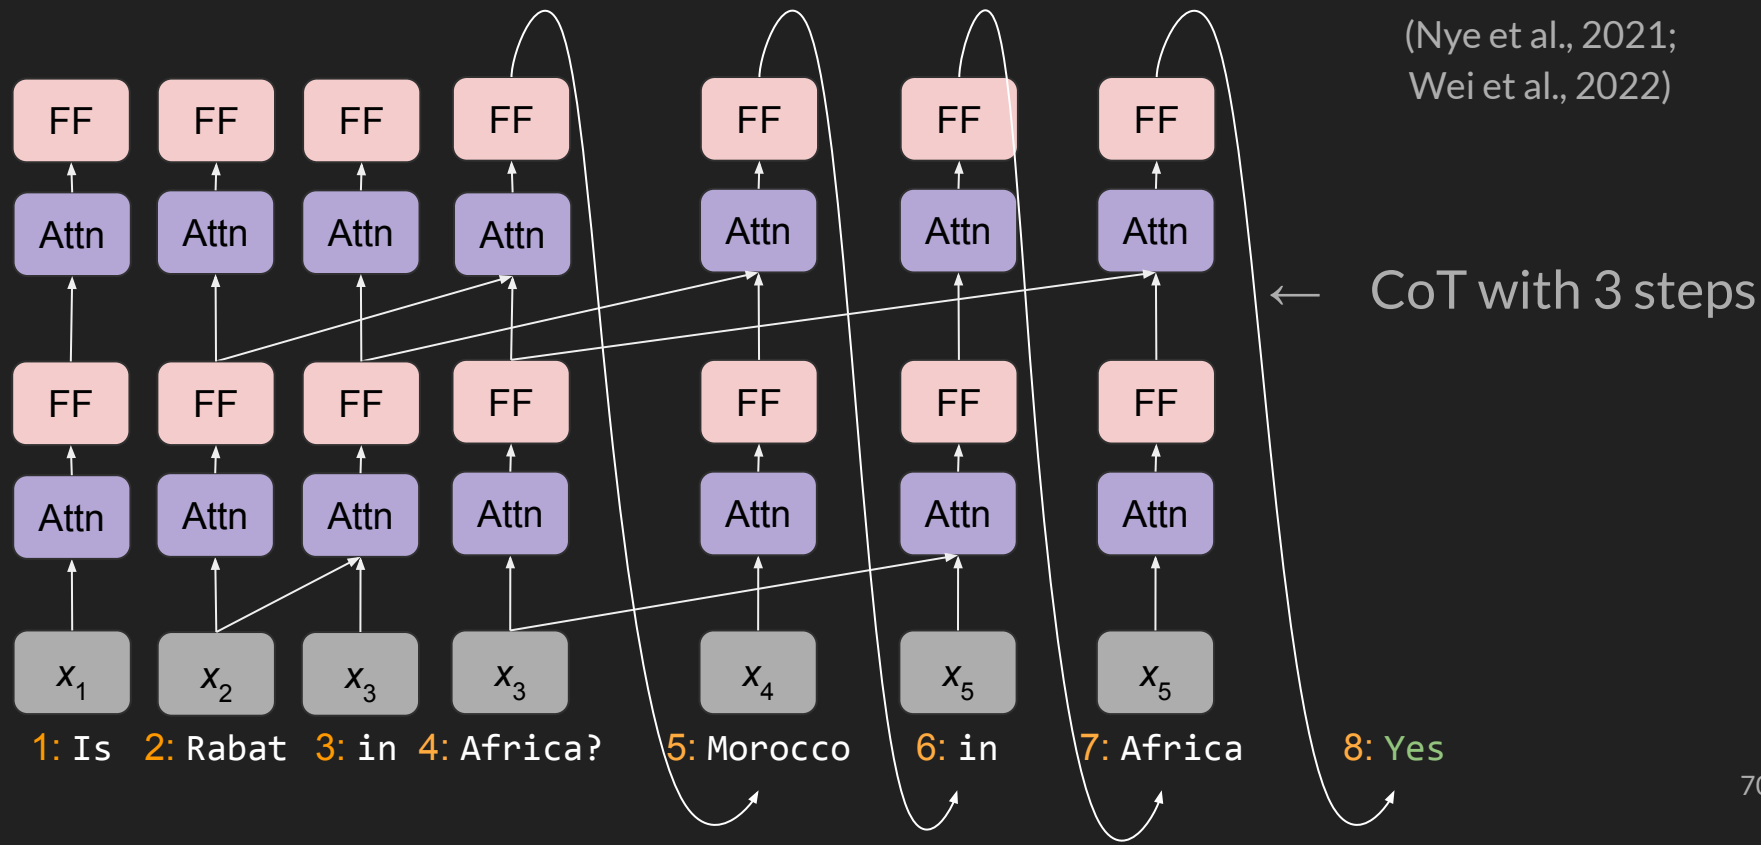 (Nye et al., 2021;
Wei et al., 2022)
FF FF FF FF FF FF FF
Attn Attn Attn Attn Attn Attn Attn
← CoT with 3 steps
FF FF FF FF FF FF FF
Attn Attn Attn Attn Attn Attn Attn
x₁ x₂ x₃ x₃ x₄ x₅ x₅
1: Is 2: Rabat 3: in 4: Africa? 5: Morocco 6: in 7: Africa 8: Yes
70